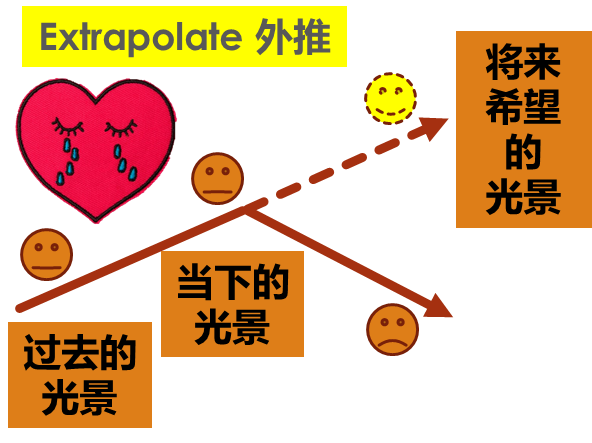 Extrapolate 外推
将来
希望
的
光景
当下的
光景
过去的
光景